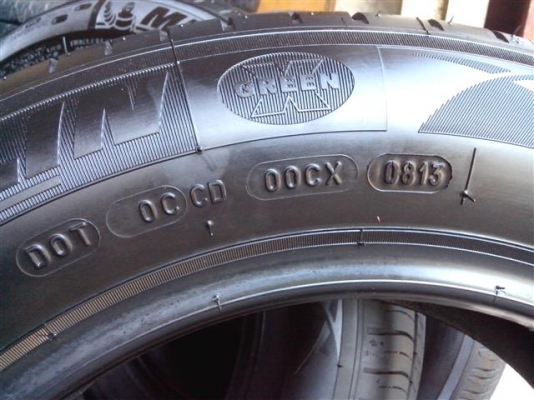 GREEN X
DOT 0C CD 00CX 0813